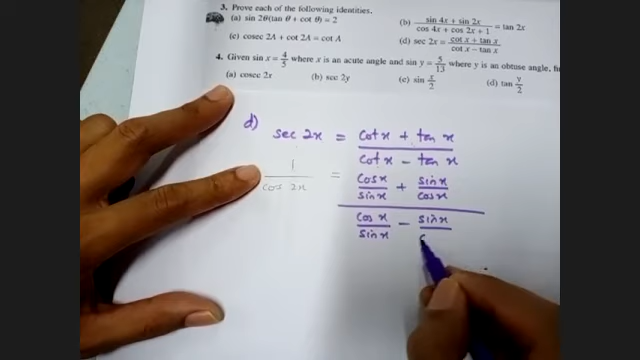 3. Prove each of the following identities.
(a) sin 2θ(tan θ + cot θ) = 2
(b) sin 4x + sin 2x / cos 4x + cos 2x + 1 = tan 2x
(c) cosec 2A + cot 2A = cot A
(d) sec 2x = cot x + tan x / cot x − tan x
4. Given sin x = 4/5 where x is an acute angle and sin y = 5/13 where y is an obtuse angle,
(a) cosec 2x (b) sec 2y (c) sin x/2 (d) tan y/2
d) sec 2x = cot x + tan x / cot x − tan x
1 / cos 2x = cos x / sin x + sin x / cos x
cos x / sin x − sin x